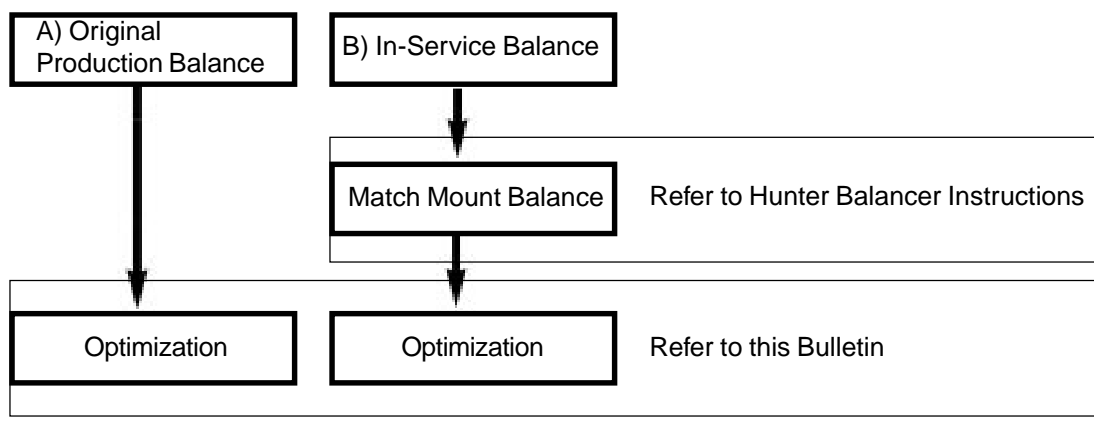 A) Original
Production Balance
B) In-Service Balance
Match Mount Balance
Refer to Hunter Balancer Instructions
Optimization
Optimization
Refer to this Bulletin